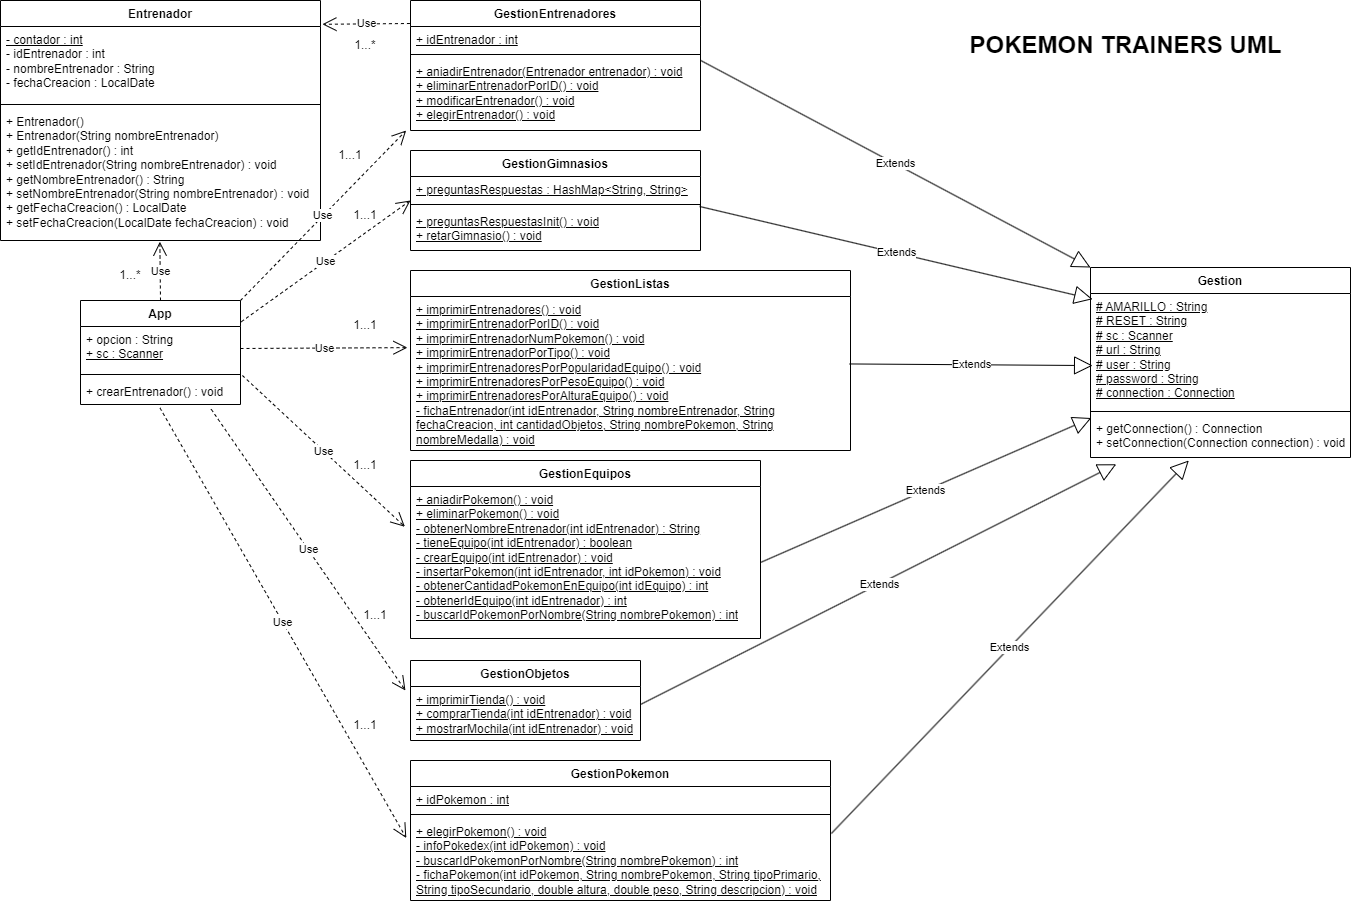 POKEMON TRAINERS UML
Entrenador
- contador : int
- idEntrenador : int
- nombreEntrenador : String
- fechaCreacion : LocalDate
+ Entrenador()
+ Entrenador(String nombreEntrenador)
+ getIdEntrenador() : int
+ setIdEntrenador(String nombreEntrenador) : void
+ getNombreEntrenador() : String
+ setNombreEntrenador(String nombreEntrenador) : void
+ getFechaCreacion() : LocalDate
+ setFechaCreacion(LocalDate fechaCreacion) : void
Use
1...*
App
+ opcion : String
+ sc : Scanner
+ crearEntrenador() : void
Use
1...*
1...1
Use
1...1
Use
1...1
Use
Use
1...1
Use
1...1
Use
1...1
GestionEntrenadores
+ idEntrenador : int
+ aniadirEntrenador(Entrenador entrenador) : void
+ eliminarEntrenadorPorID() : void
+ modificarEntrenador() : void
+ elegirEntrenador() : void
GestionGimnasios
+ preguntasRespuestas : HashMap<String, String>
+ preguntasRespuestasInit() : void
+ retarGimnasio() : void
GestionListas
+ imprimirEntrenadores() : void
+ imprimirEntrenadorPorID() : void
+ imprimirEntrenadorNumPokemon() : void
+ imprimirEntrenadorPorTipo() : void
+ imprimirEntrenadoresPorPopularidadEquipo() : void
+ imprimirEntrenadoresPorPesoEquipo() : void
+ imprimirEntrenadoresPorAlturaEquipo() : void
- fichaEntrenador(int idEntrenador, String nombreEntrenador, String
fechaCreacion, int cantidadObjetos, String nombrePokemon, String
nombreMedalla) : void
GestionEquipos
+ aniadirPokemon() : void
+ eliminarPokemon() : void
- obtenerNombreEntrenador(int idEntrenador) : String
- tieneEquipo(int idEntrenador) : boolean
- crearEquipo(int idEntrenador) : void
- insertarPokemon(int idEntrenador, int idPokemon) : void
- obtenerCantidadPokemonEnEquipo(int idEquipo) : int
- obtenerIdEquipo(int idEntrenador) : int
- buscarIdPokemonPorNombre(String nombrePokemon) : int
GestionObjetos
+ imprimirTienda() : void
+ comprarTienda(int idEntrenador) : void
+ mostrarMochila(int idEntrenador) : void
GestionPokemon
+ idPokemon : int
+ elegirPokemon() : void
- infoPokedex(int idPokemon) : void
- buscarIdPokemonPorNombre(String nombrePokemon) : int
- fichaPokemon(int idPokemon, String nombrePokemon, String tipoPrimario,
String tipoSecundario, double altura, double peso, String descripcion) : void
Extends
Extends
Extends
Extends
Extends
Extends
Gestion
# AMARILLO : String
# RESET : String
# sc : Scanner
# url : String
# user : String
# password : String
# connection : Connection
+ getConnection() : Connection
+ setConnection(Connection connection) : void